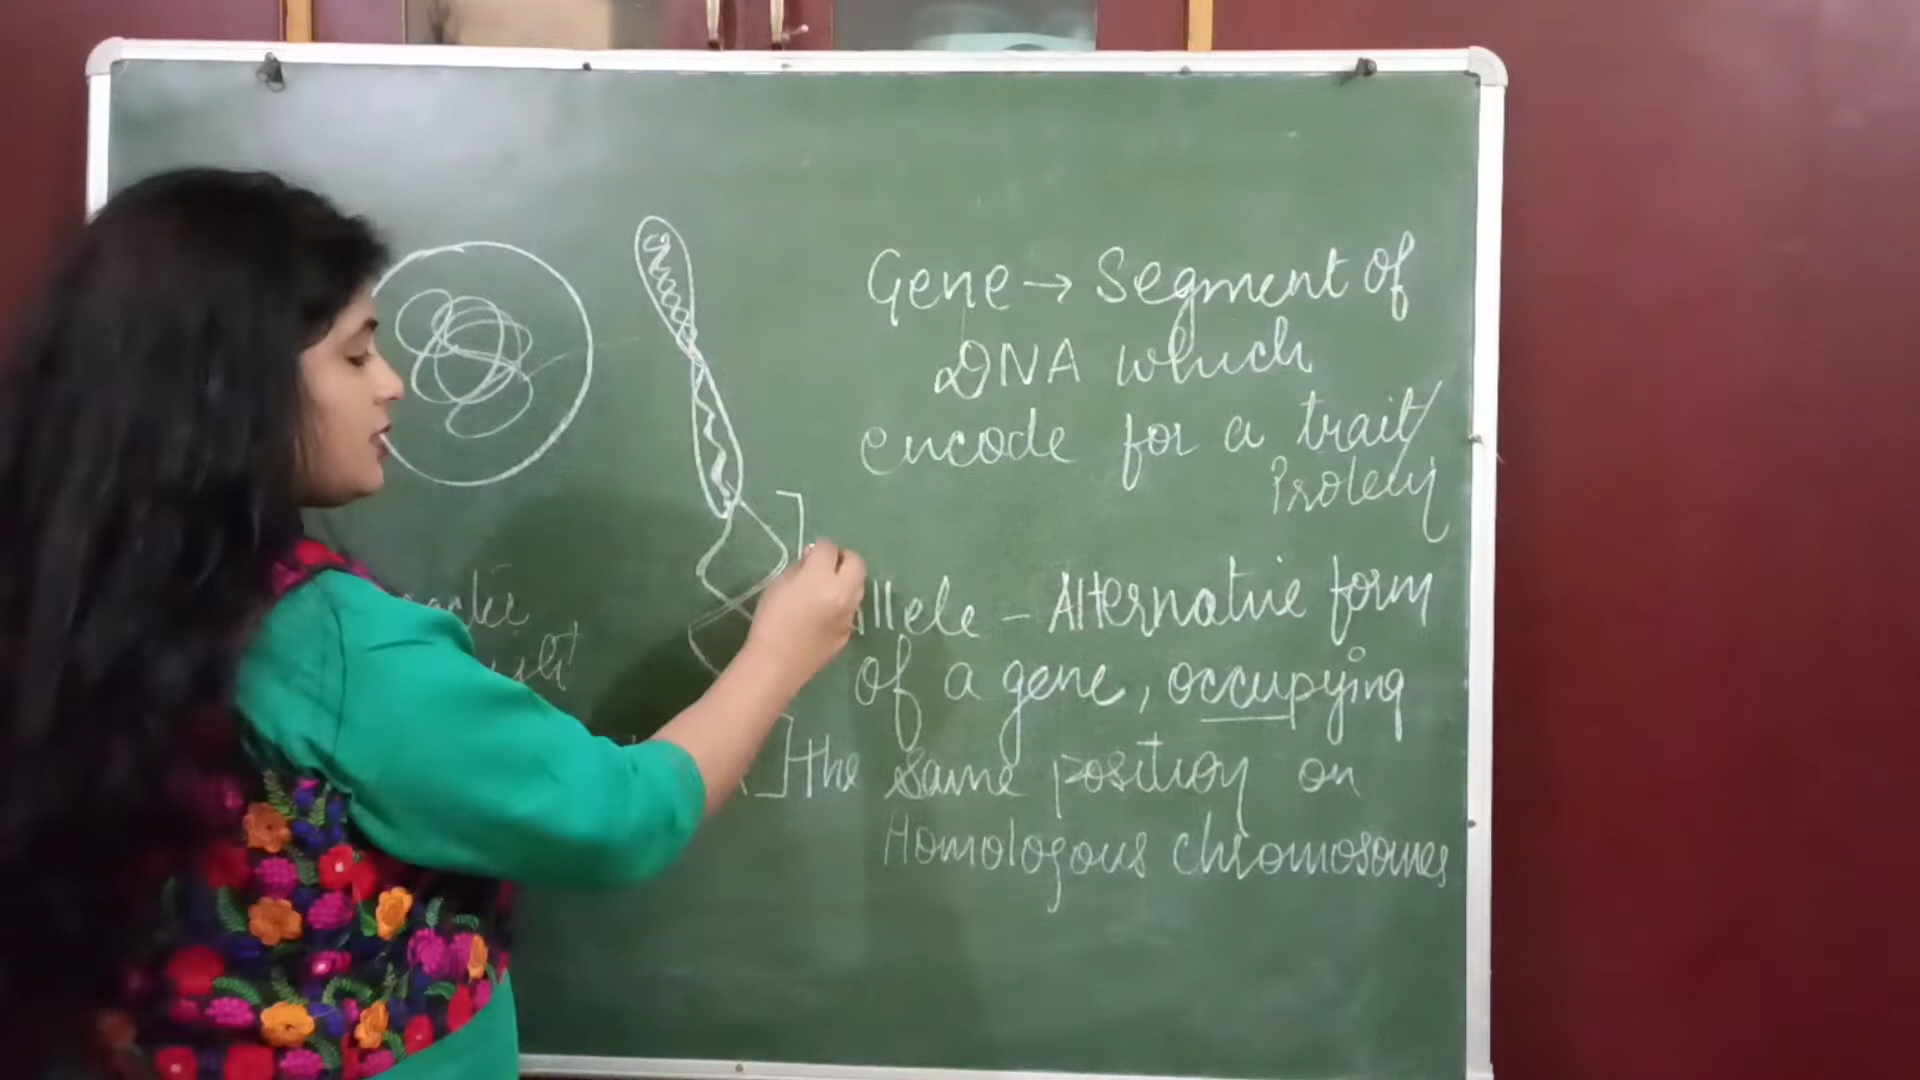 Gene → Segment of
DNA which
encode for a trait/
Protein
Allele - Alternative form
of a gene, occupying
the same position on
Homologous chromosomes